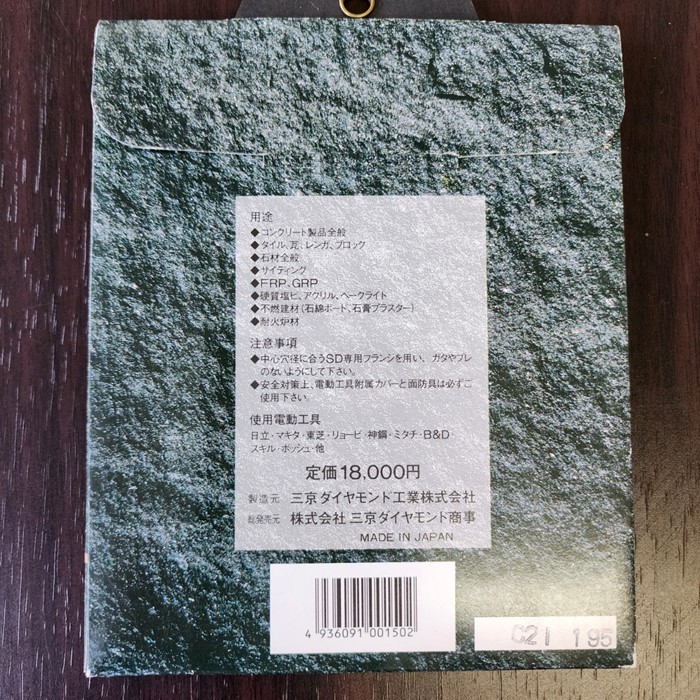 用途
◆コンクリート製品全般
◆タイル、瓦、レンガ、ブロック
◆石材全般
◆サイディング
◆FRP、GRP
◆硬質塩ビ、アクリル、ベークライト
◆不燃建材(石綿ボード、石膏プラスター)
◆耐火炉材
注意事項
◆中心穴径に合うSD専用フランジを用い、ガタやブレ
のないようにして下さい。
◆安全対策上、電動工具附属カバーと面防具は必ずご
使用下さい。
使用電動工具
日立・マキタ・東芝・リョービ・神鋼・ミタチ・B&D・
スキル・ボッシュ・他
定価18,000円
製造元 三京ダイヤモンド工業株式会社
総発売元 株式会社 三京ダイヤモンド商事
MADE IN JAPAN
4 936091 001502
C21 195